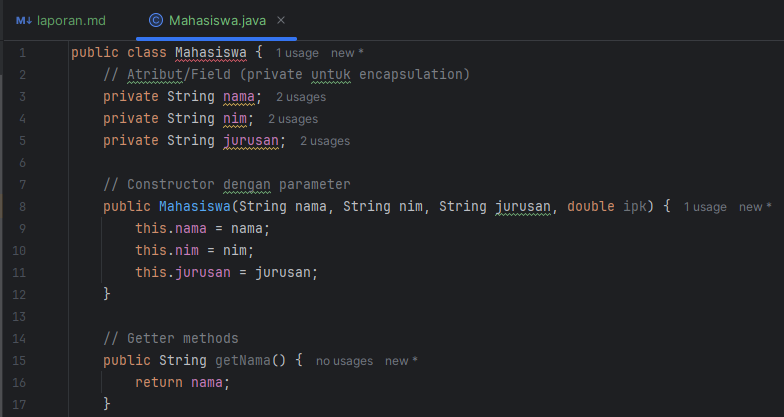 M↓ laporan.md © Mahasiswa.java ×
1 public class Mahasiswa { 1 usage new *
2 // Atribut/Field (private untuk encapsulation)
3 private String nama; 2 usages
4 private String nim; 2 usages
5 private String jurusan; 2 usages
6
7 // Constructor dengan parameter
8 public Mahasiswa(String nama, String nim, String jurusan, double ipk) { 1 usage new *
9 this.nama = nama;
10 this.nim = nim;
11 this.jurusan = jurusan;
12 }
13
14 // Getter methods
15 public String getNama() { no usages new *
16 return nama;
17 }